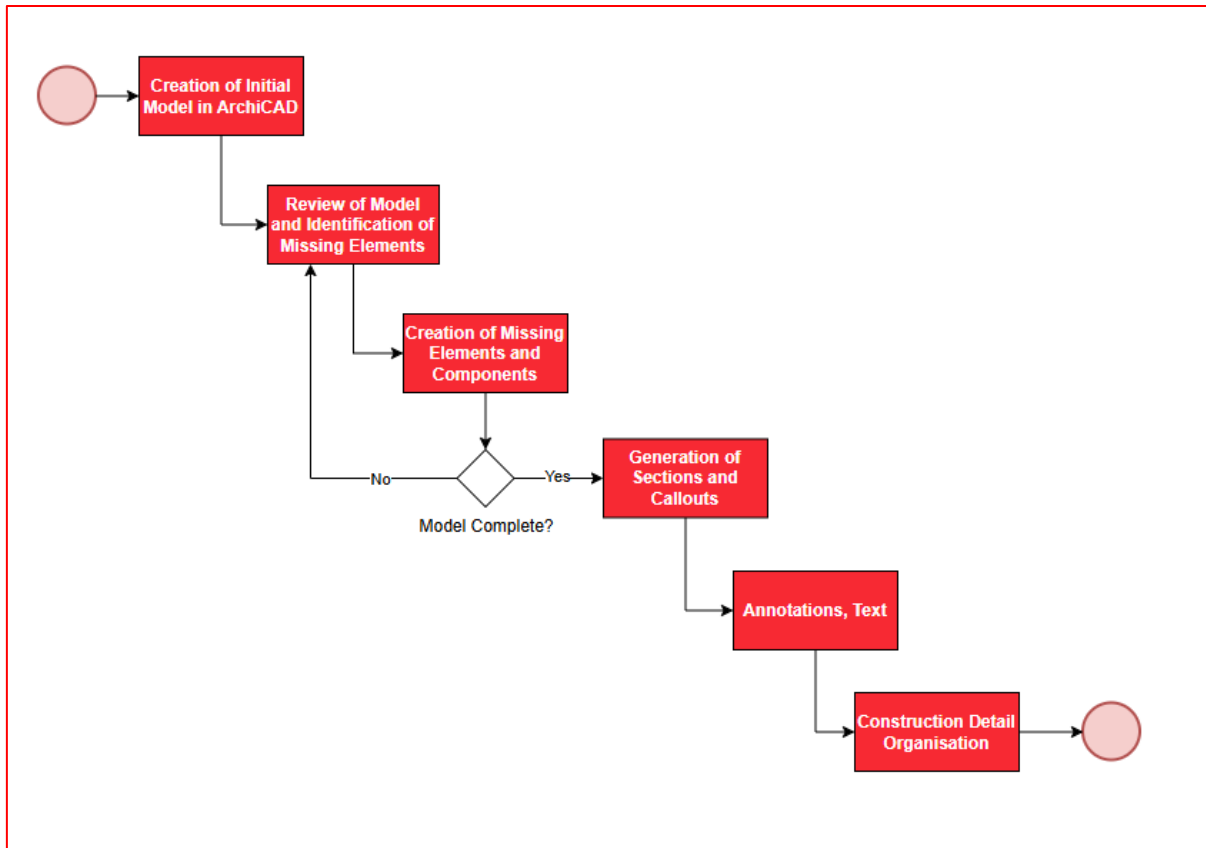 Creation of Initial
Model in ArchiCAD
Review of Model
and Identification of
Missing Elements
Creation of Missing
Elements and
Components
No
Yes
Model Complete?
Generation of
Sections and
Callouts
Annotations, Text
Construction Detail
Organisation